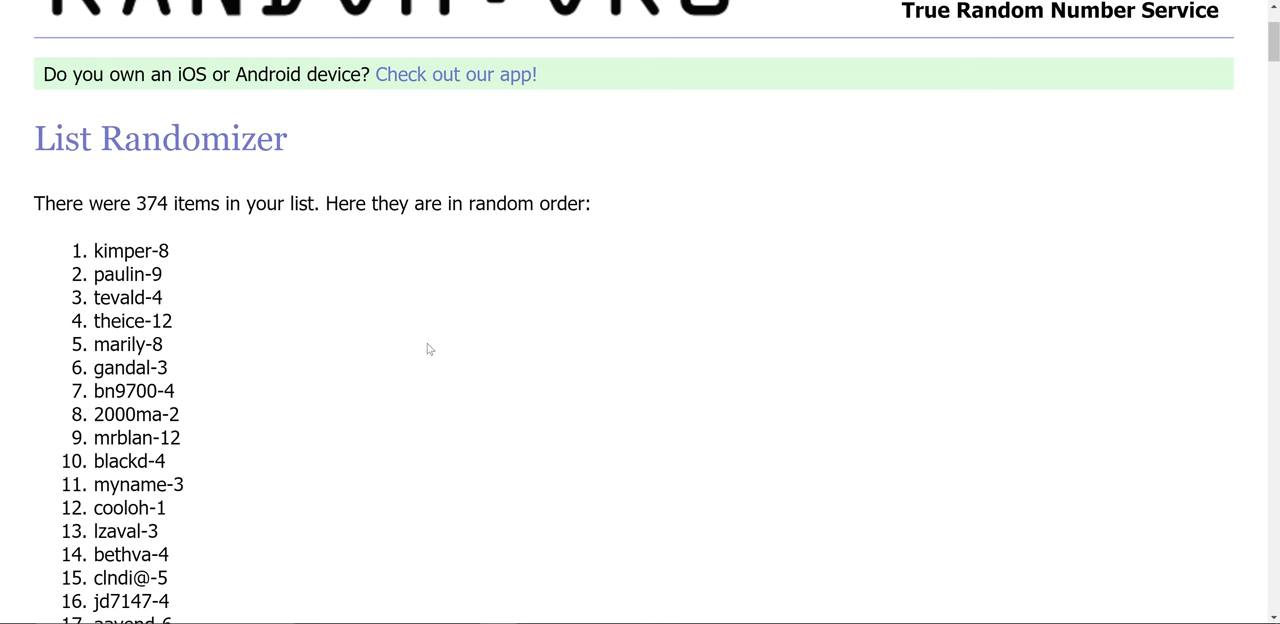 RANDOM.ORG
True Random Number Service
Do you own an iOS or Android device? Check out our app!
List Randomizer
There were 374 items in your list. Here they are in random order:
1. kimper-8
2. paulin-9
3. tevald-4
4. theice-12
5. marily-8
6. gandal-3
7. bn9700-4
8. 2000ma-2
9. mrblan-12
10. blackd-4
11. myname-3
12. cooloh-1
13. lzaval-3
14. bethva-4
15. clndi@-5
16. jd7147-4